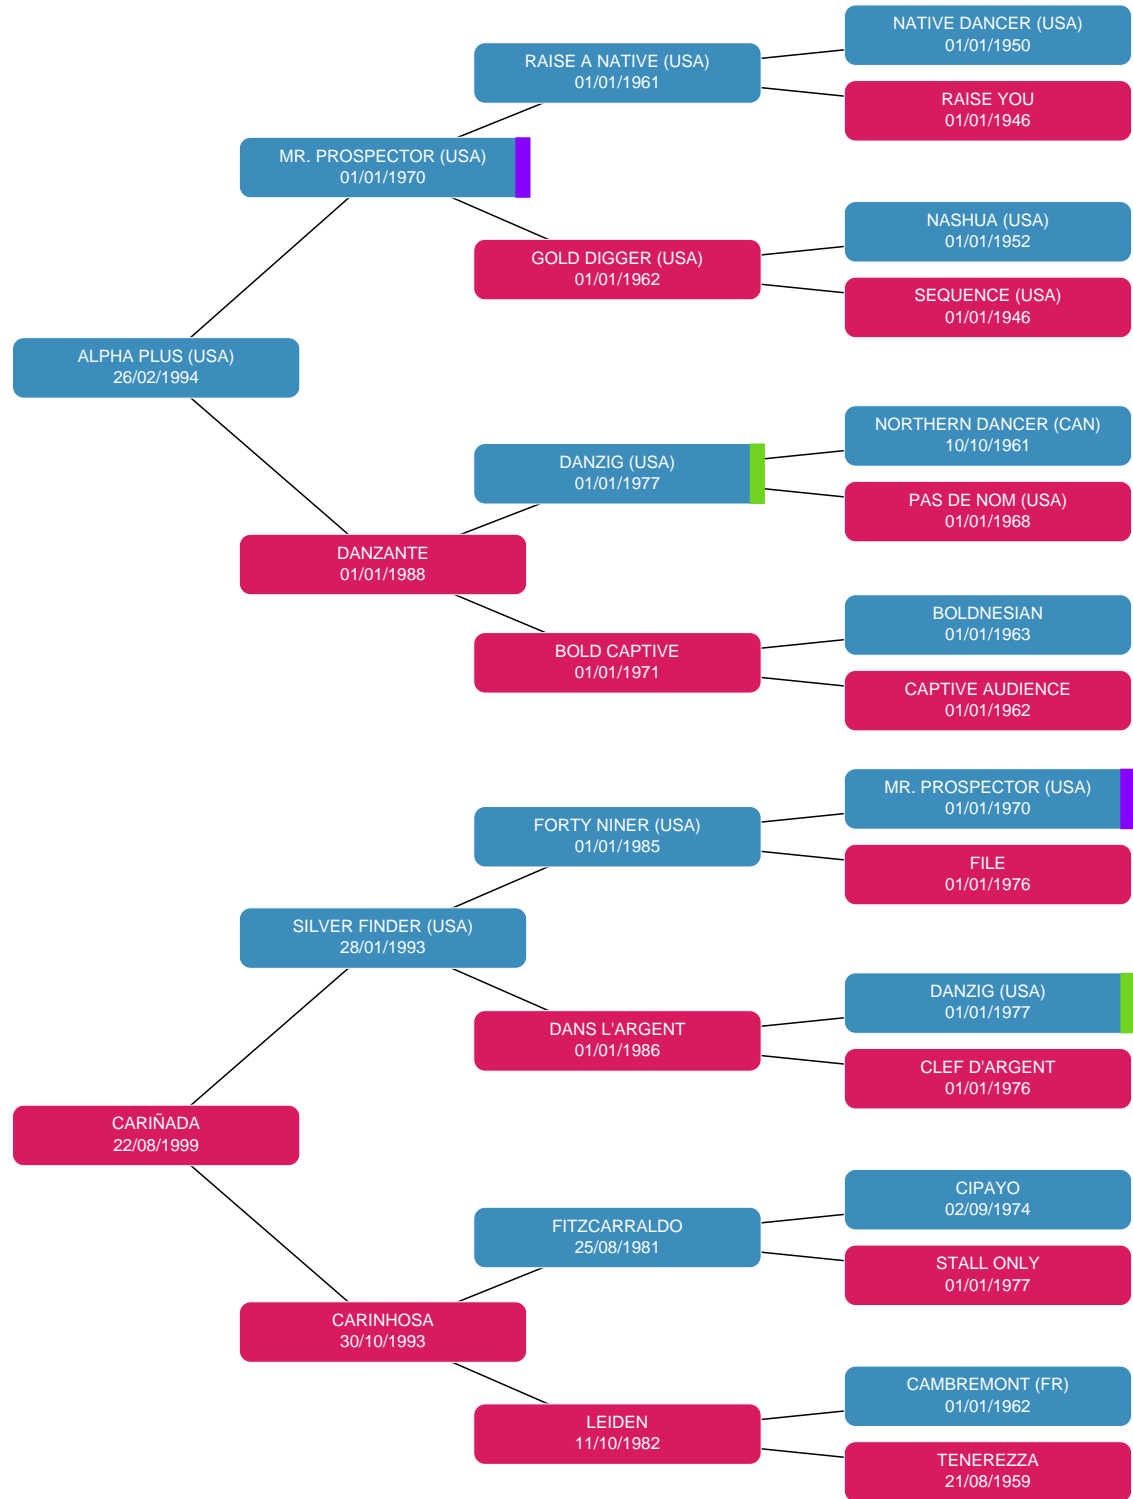 NATIVE DANCER (USA)
01/01/1950
RAISE A NATIVE (USA)
01/01/1961
RAISE YOU
01/01/1946
MR. PROSPECTOR (USA)
01/01/1970
NASHUA (USA)
01/01/1952
GOLD DIGGER (USA)
01/01/1962
SEQUENCE (USA)
01/01/1946
ALPHA PLUS (USA)
26/02/1994
NORTHERN DANCER (CAN)
10/10/1961
DANZIG (USA)
01/01/1977
PAS DE NOM (USA)
01/01/1968
DANZANTE
01/01/1988
BOLDNESIAN
01/01/1963
BOLD CAPTIVE
01/01/1971
CAPTIVE AUDIENCE
01/01/1962
MR. PROSPECTOR (USA)
01/01/1970
FORTY NINER (USA)
01/01/1985
FILE
01/01/1976
SILVER FINDER (USA)
28/01/1993
DANZIG (USA)
01/01/1977
DANS L'ARGENT
01/01/1986
CLEF D'ARGENT
01/01/1976
CARIÑADA
22/08/1999
CIPAYO
02/09/1974
FITZCARRALDO
25/08/1981
STALL ONLY
01/01/1977
CARINHOSA
30/10/1993
CAMBREMONT (FR)
01/01/1962
LEIDEN
11/10/1982
TENEREZZA
21/08/1959